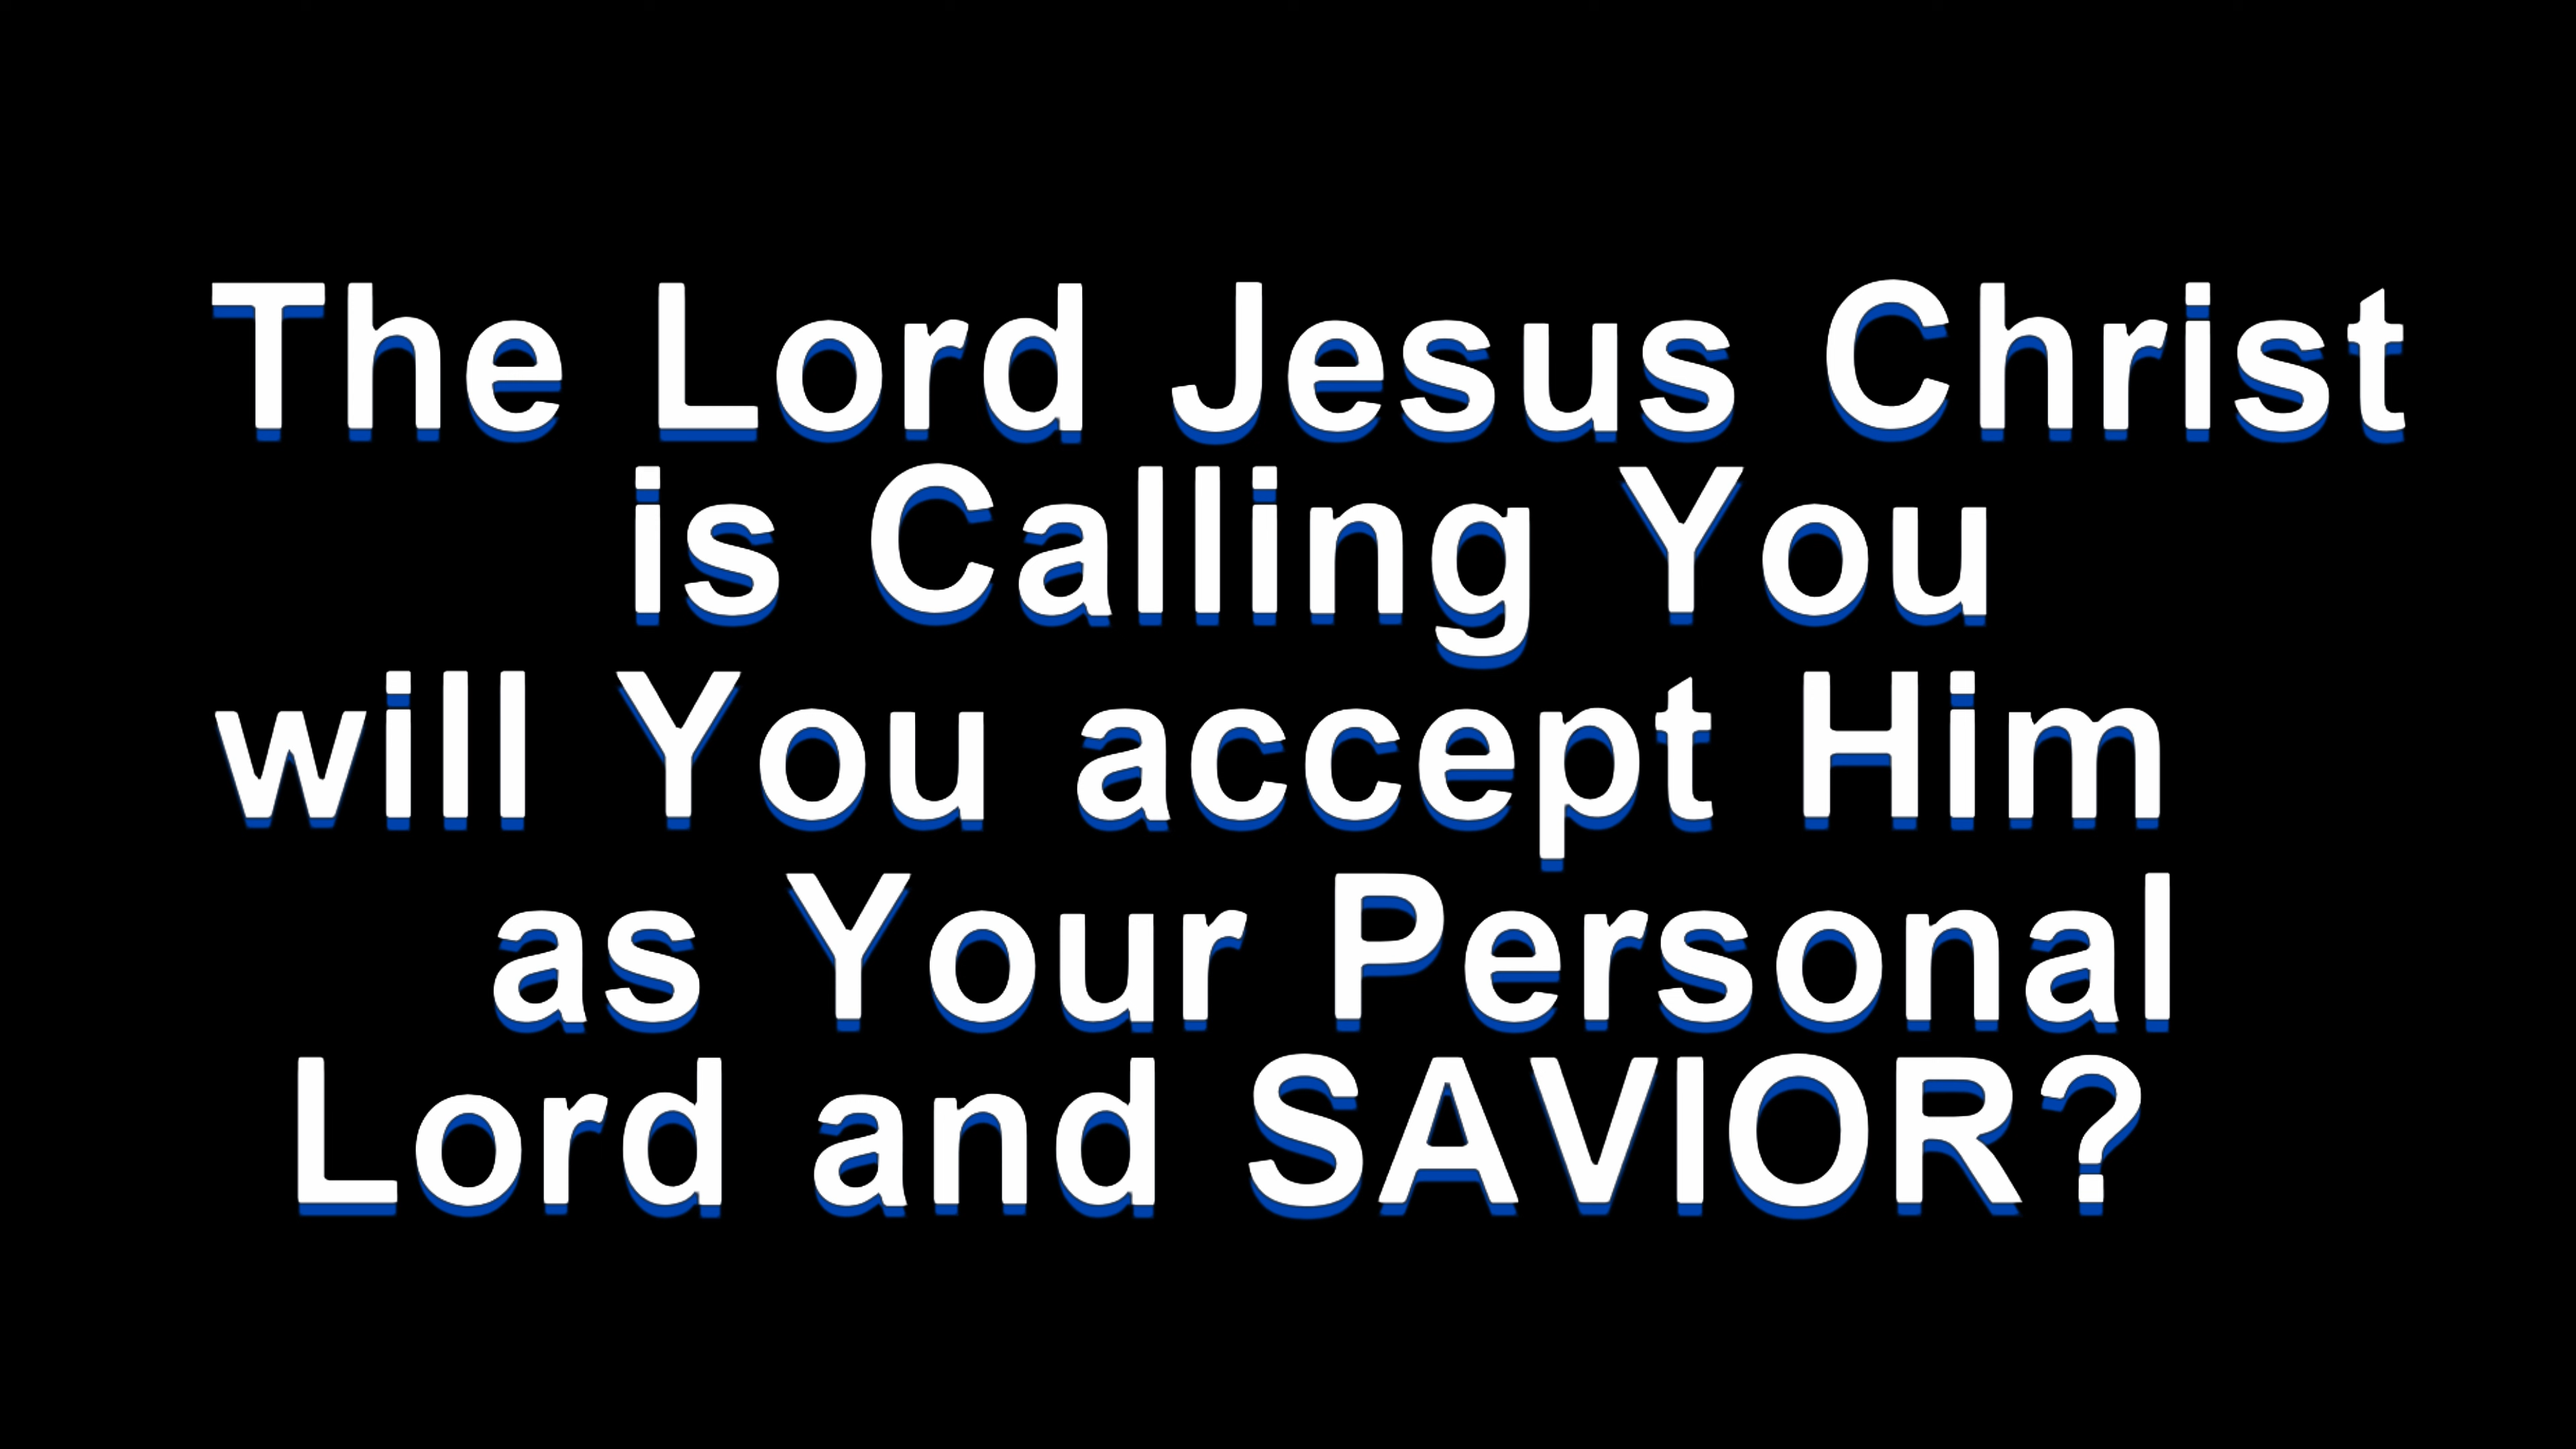 The Lord Jesus Christ
is Calling You
will You accept Him
as Your Personal
Lord and SAVIOR?